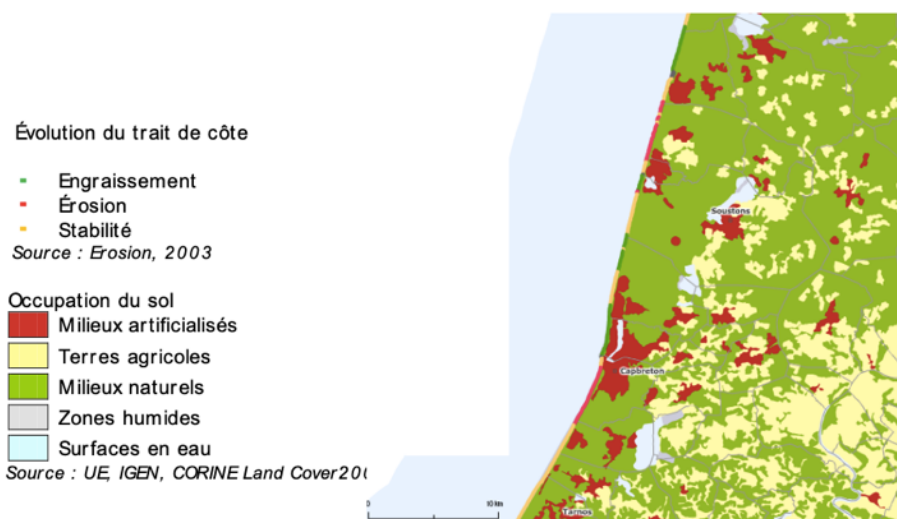 Évolution du trait de côte
Engraissement
Érosion
Stabilité
Source : Erosion, 2003
Occupation du sol
Milieux artificialisés
Terres agricoles
Milieux naturels
Zones humides
Surfaces en eau
Source : UE, IGEN, CORINE Land Cover
Soustons
Capbreton
Tarnos
0 10 km